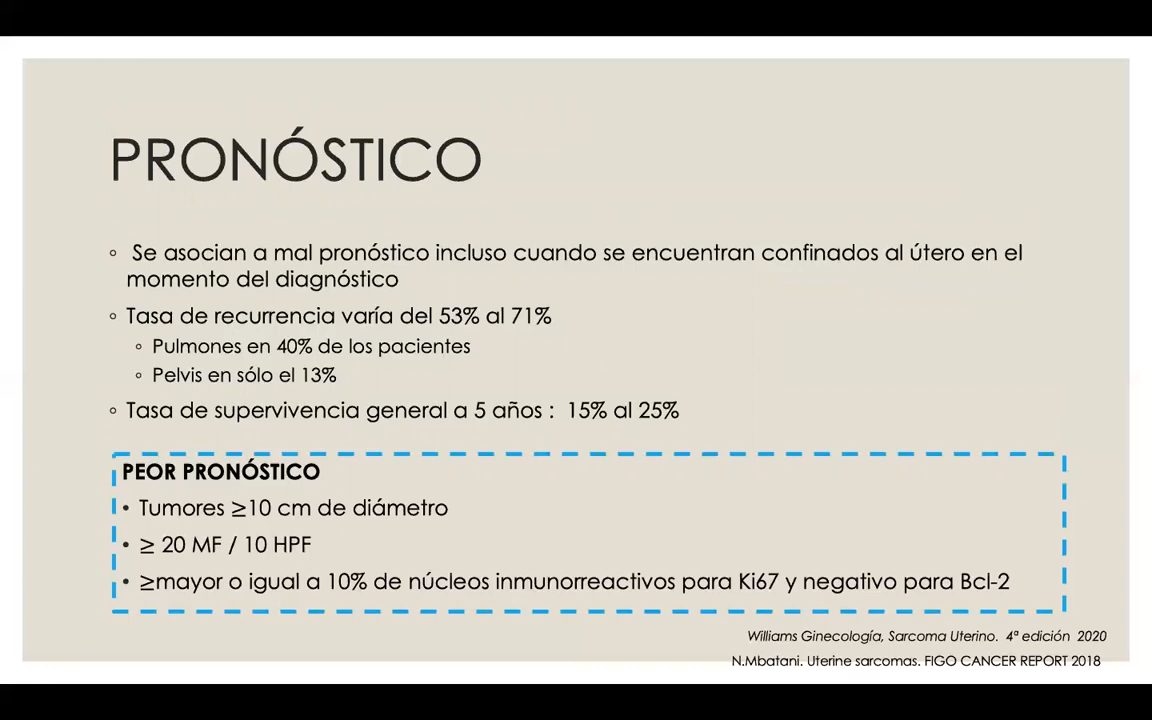 PRONÓSTICO
◦ Se asocian a mal pronóstico incluso cuando se encuentran confinados al útero en el
momento del diagnóstico
◦ Tasa de recurrencia varía del 53% al 71%
◦ Pulmones en 40% de los pacientes
◦ Pelvis en sólo el 13%
◦ Tasa de supervivencia general a 5 años : 15% al 25%
PEOR PRONÓSTICO
• Tumores ≥10 cm de diámetro
• ≥ 20 MF / 10 HPF
• ≥mayor o igual a 10% de núcleos inmunorreactivos para Ki67 y negativo para Bcl-2
Williams Ginecología, Sarcoma Uterino. 4ª edición 2020
N.Mbatani. Uterine sarcomas. FIGO CANCER REPORT 2018